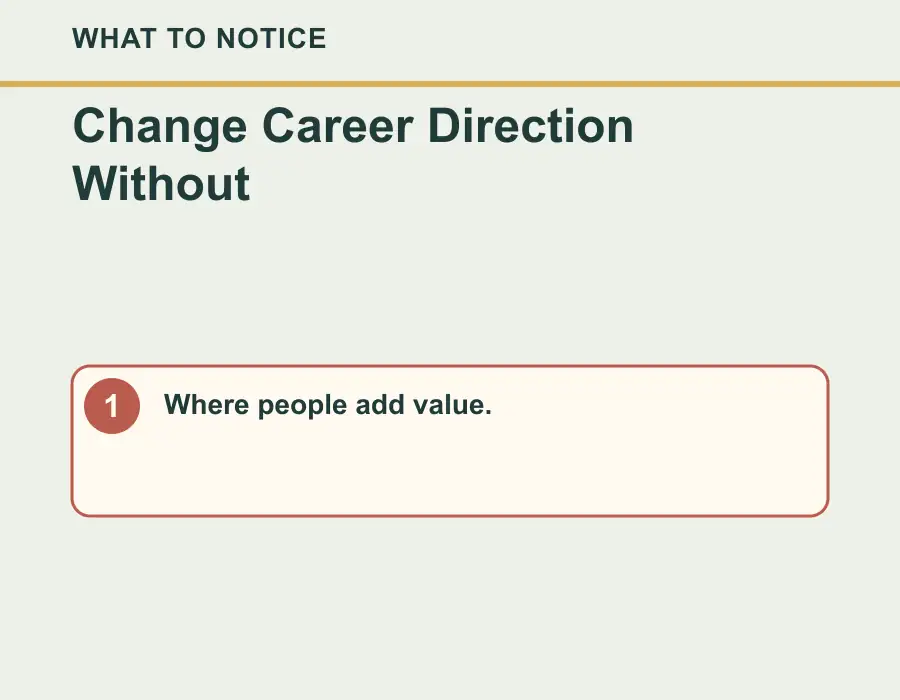 WHAT TO NOTICE
Change Career Direction
Without
1 Where people add value.